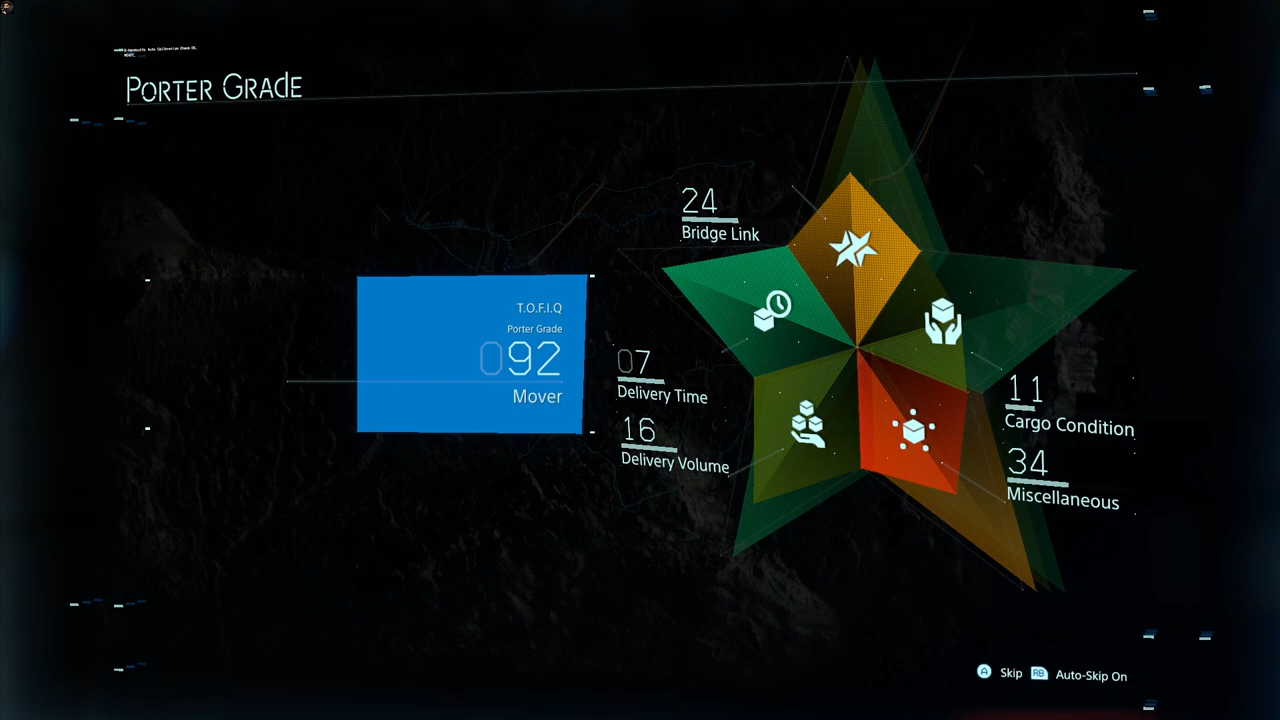 PORTER GRADE
24
Bridge Link
T.O.F.I.Q
Porter Grade
092
Mover
07
Delivery Time
16
Delivery Volume
11
Cargo Condition
34
Miscellaneous
A Skip RB Auto-Skip On